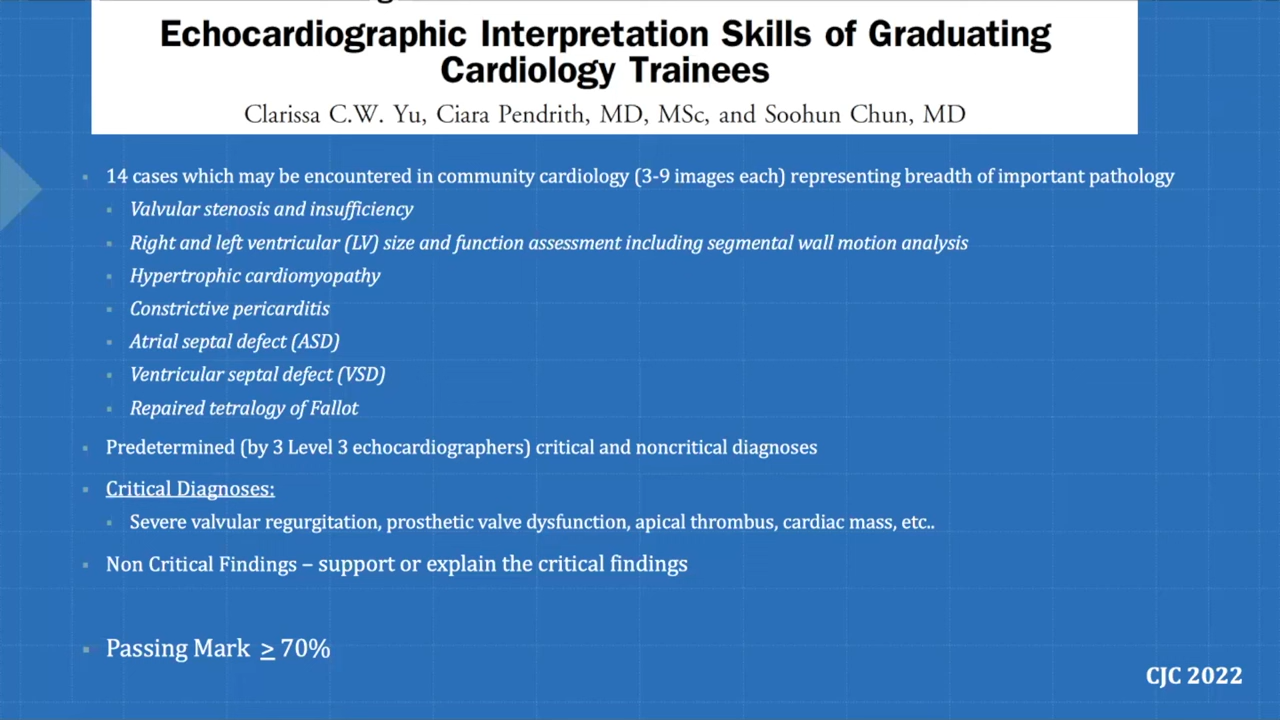 Echocardiographic Interpretation Skills of Graduating
Cardiology Trainees
Clarissa C.W. Yu, Ciara Pendrith, MD, MSc, and Soohun Chun, MD
14 cases which may be encountered in community cardiology (3-9 images each) representing breadth of important pathology
Valvular stenosis and insufficiency
Right and left ventricular (LV) size and function assessment including segmental wall motion analysis
Hypertrophic cardiomyopathy
Constrictive pericarditis
Atrial septal defect (ASD)
Ventricular septal defect (VSD)
Repaired tetralogy of Fallot
Predetermined (by 3 Level 3 echocardiographers) critical and noncritical diagnoses
Critical Diagnoses:
Severe valvular regurgitation, prosthetic valve dysfunction, apical thrombus, cardiac mass, etc..
Non Critical Findings – support or explain the critical findings
Passing Mark ≥ 70%
CJC 2022